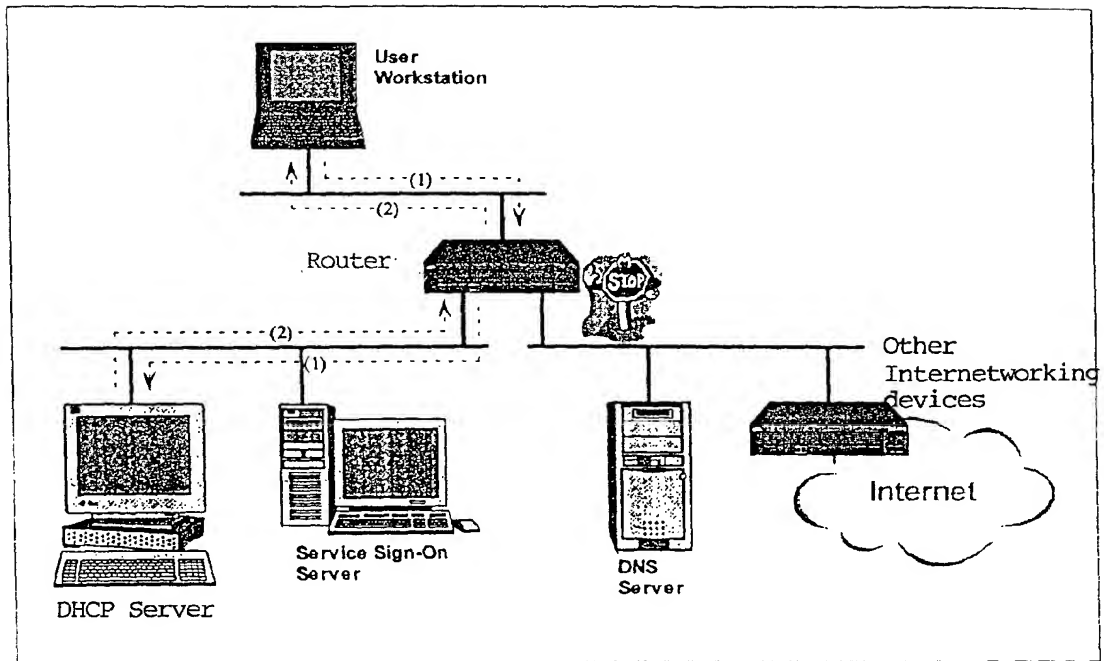 User
Workstation
(1)
(2)
Router
STOP
(2)
(1)
Other
Internetworking
devices
Internet
Service Sign-On
Server
DNS
Server
DHCP Server